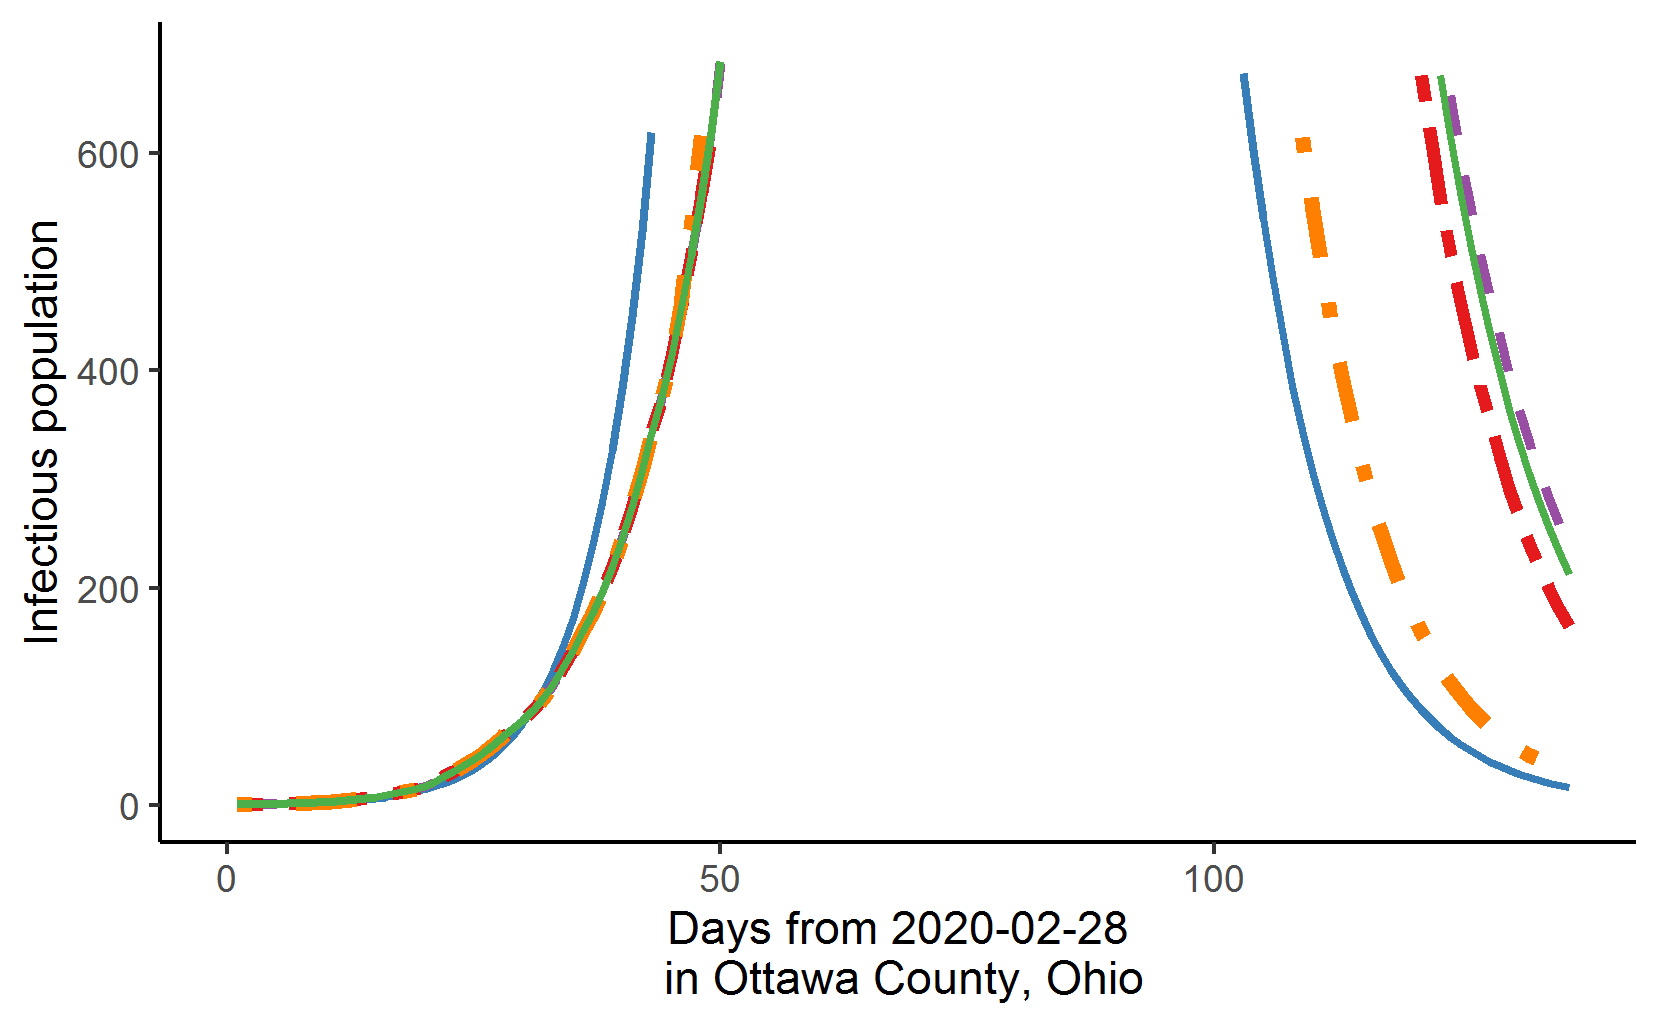 Infectious population
600
400
200
0
0 50 100
Days from 2020-02-28
in Ottawa County, Ohio